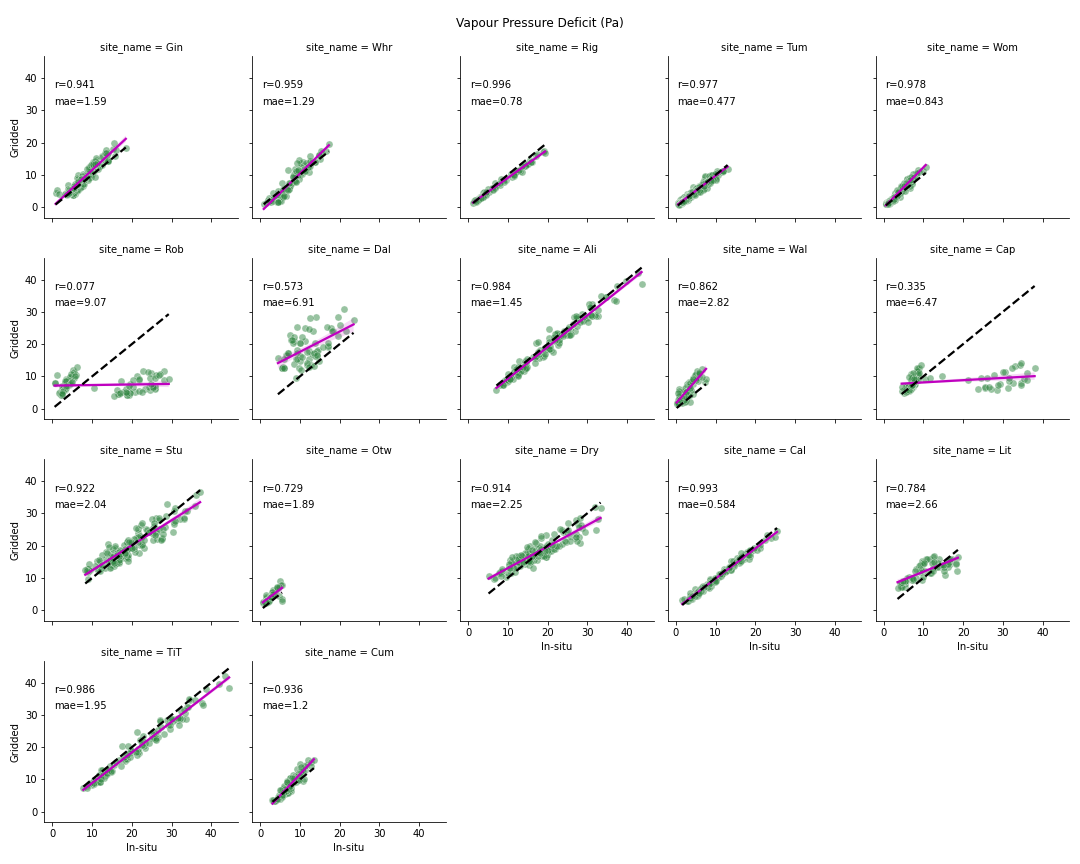 Vapour Pressure Deficit (Pa)
site_name = Gin
site_name = Whr
site_name = Rig
site_name = Tum
site_name = Wom
r=0.941
mae=1.59
r=0.959
mae=1.29
r=0.996
mae=0.78
r=0.977
mae=0.477
r=0.978
mae=0.843
Gridded
40
30
20
10
0
site_name = Rob
site_name = Dal
site_name = Ali
site_name = Wal
site_name = Cap
r=0.077
mae=9.07
r=0.573
mae=6.91
r=0.984
mae=1.45
r=0.862
mae=2.82
r=0.335
mae=6.47
Gridded
40
30
20
10
0
site_name = Stu
site_name = Otw
site_name = Dry
site_name = Cal
site_name = Lit
r=0.922
mae=2.04
r=0.729
mae=1.89
r=0.914
mae=2.25
r=0.993
mae=0.584
r=0.784
mae=2.66
Gridded
40
30
20
10
0
0 10 20 30 40
In-situ
0 10 20 30 40
In-situ
0 10 20 30 40
In-situ
site_name = TiT
site_name = Cum
r=0.986
mae=1.95
r=0.936
mae=1.2
Gridded
40
30
20
10
0
0 10 20 30 40
In-situ
0 10 20 30 40
In-situ